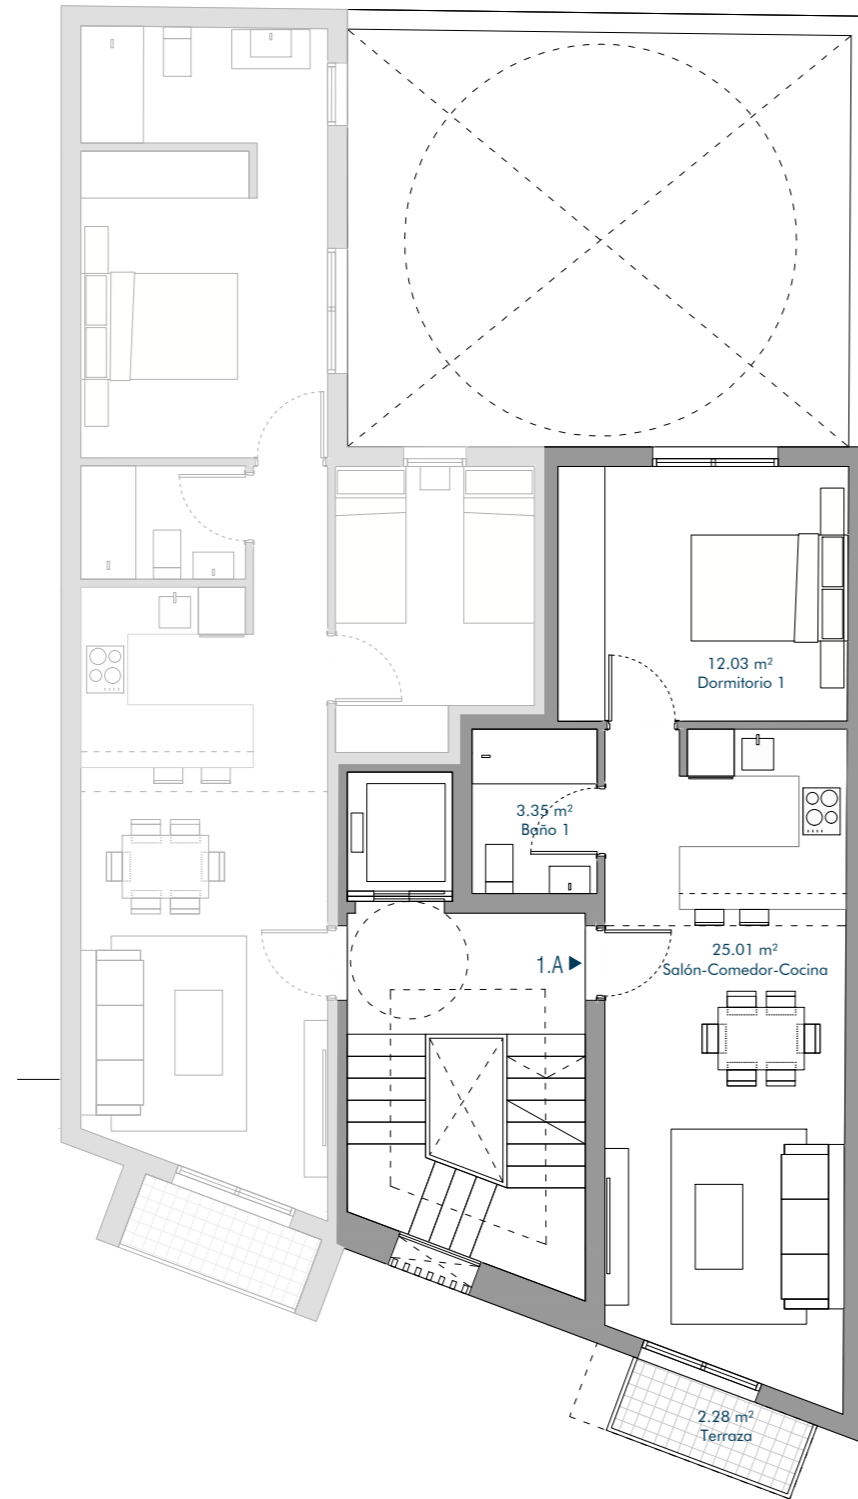 12.03 m²
Dormitorio 1
3.35 m²
Baño 1
1.A
25.01 m²
Salón-Comedor-Cocina
2.28 m²
Terraza